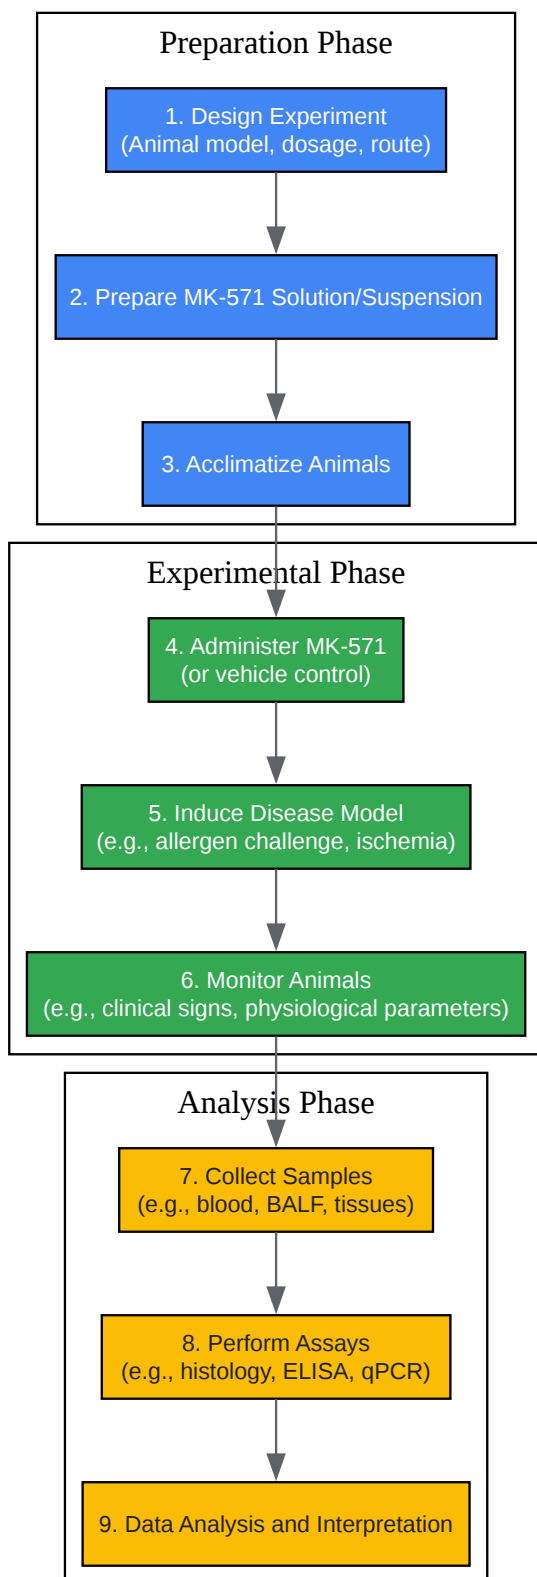 Preparation Phase
1. Design Experiment
(Animal model, dosage, route)
2. Prepare MK-571 Solution/Suspension
3. Acclimatize Animals
Experimental Phase
4. Administer MK-571
(or vehicle control)
5. Induce Disease Model
(e.g., allergen challenge, ischemia)
6. Monitor Animals
(e.g., clinical signs, physiological parameters)
Analysis Phase
7. Collect Samples
(e.g., blood, BALF, tissues)
8. Perform Assays
(e.g., histology, ELISA, qPCR)
9. Data Analysis and Interpretation